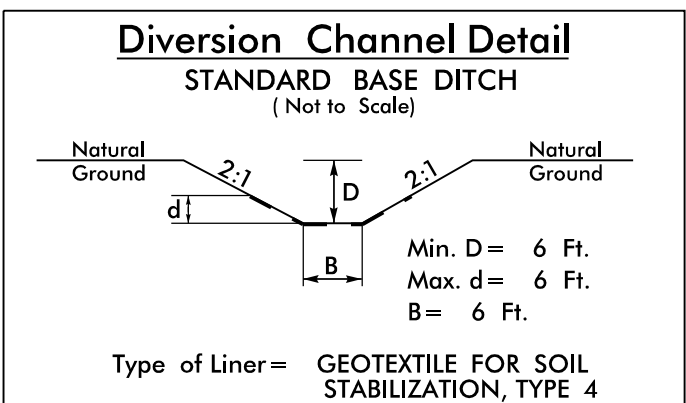 Diversion Channel Detail
STANDARD BASE DITCH
( Not to Scale)
Natural
Ground
2:1
d
D
B
2:1
Natural
Ground
Min. D= 6 Ft.
Max. d= 6 Ft.
B= 6 Ft.
Type of Liner= GEOTEXTILE FOR SOIL
STABILIZATION, TYPE 4